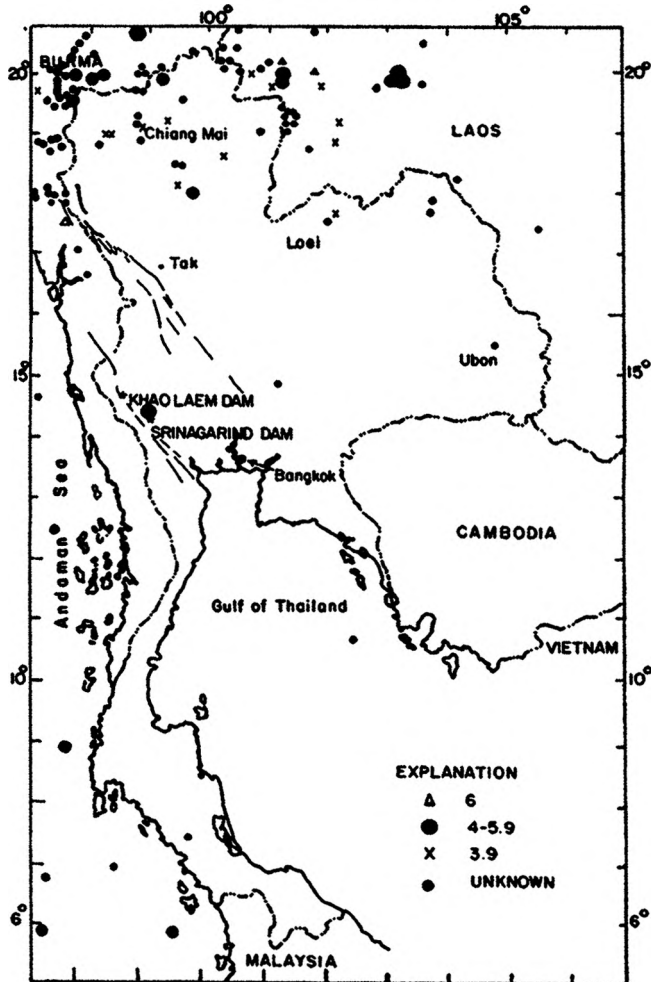 100° 105°
20° 20°
BURMA
Chiang Mai
LAOS
Loei
Tak
Ubon
15° 15°
KHAO LAEM DAM
SRINAGARIND DAM
Bangkok
Andaman Sea
CAMBODIA
Gulf of Thailand
VIETNAM
10° 10°
EXPLANATION
6
4-5.9
x 3.9
UNKNOWN
6° 6°
MALAYSIA